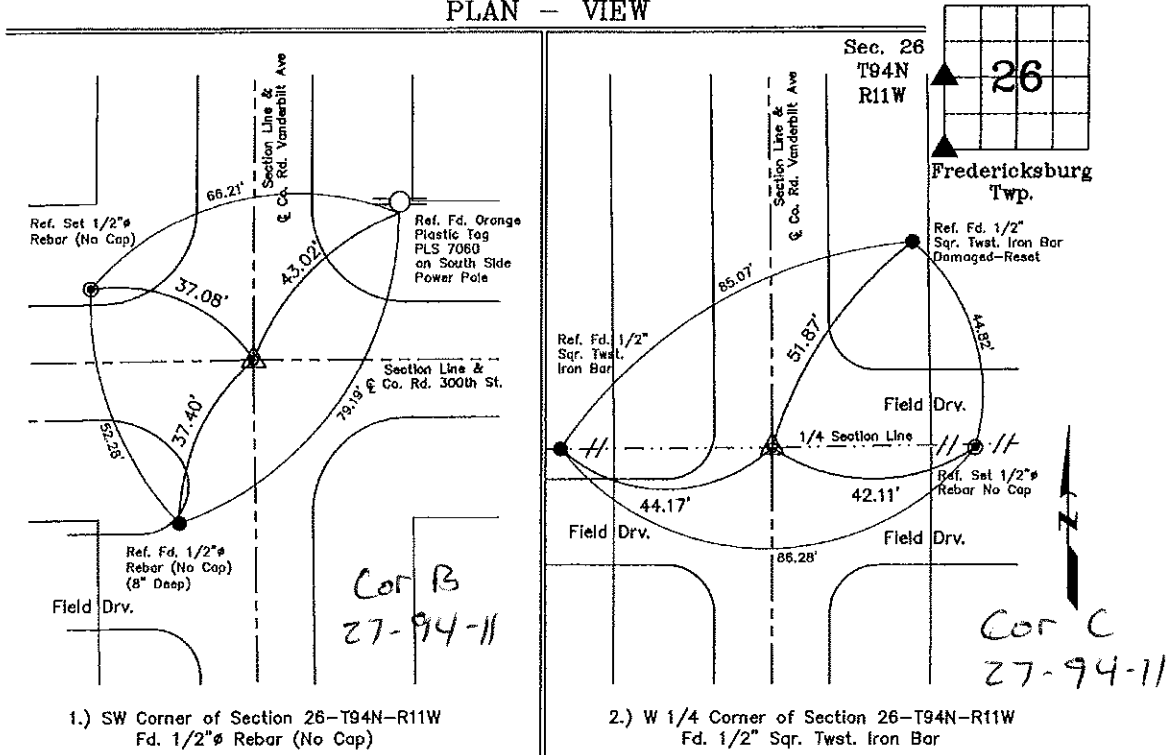 PLAN - VIEW
Section Line &
℄ Co. Rd. Vanderbilt Ave
66.21'
Ref. Set 1/2"ø
Rebar (No Cap)
Ref. Fd. Orange
Plastic Tag
PLS 7060
on South Side
Power Pole
43.02'
37.08'
Section Line &
℄ Co. Rd. 300th St.
37.40'
79.19'
52.28'
Ref. Fd. 1/2"ø
Rebar (No Cap)
(8" Deep)
Field Drv.
Cor B
27-94-11
1.) SW Corner of Section 26-T94N-R11W
Fd. 1/2"ø Rebar (No Cap)
Sec. 26
T94N
R11W
26
Fredericksburg
Twp.
Section Line &
℄ Co. Rd. Vanderbilt Ave
Ref. Fd. 1/2"
Sqr. Twst. Iron Bar
Damaged-Reset
85.07'
51.87'
44.82'
Ref. Fd. 1/2"
Sqr. Twst.
Iron Bar
Field Drv.
1/4 Section Line
Ref. Set 1/2"ø
Rebar No Cap
44.17'
42.11'
Field Drv.
Field Drv.
86.28'
N
Cor C
27-94-11
2.) W 1/4 Corner of Section 26-T94N-R11W
Fd. 1/2" Sqr. Twst. Iron Bar